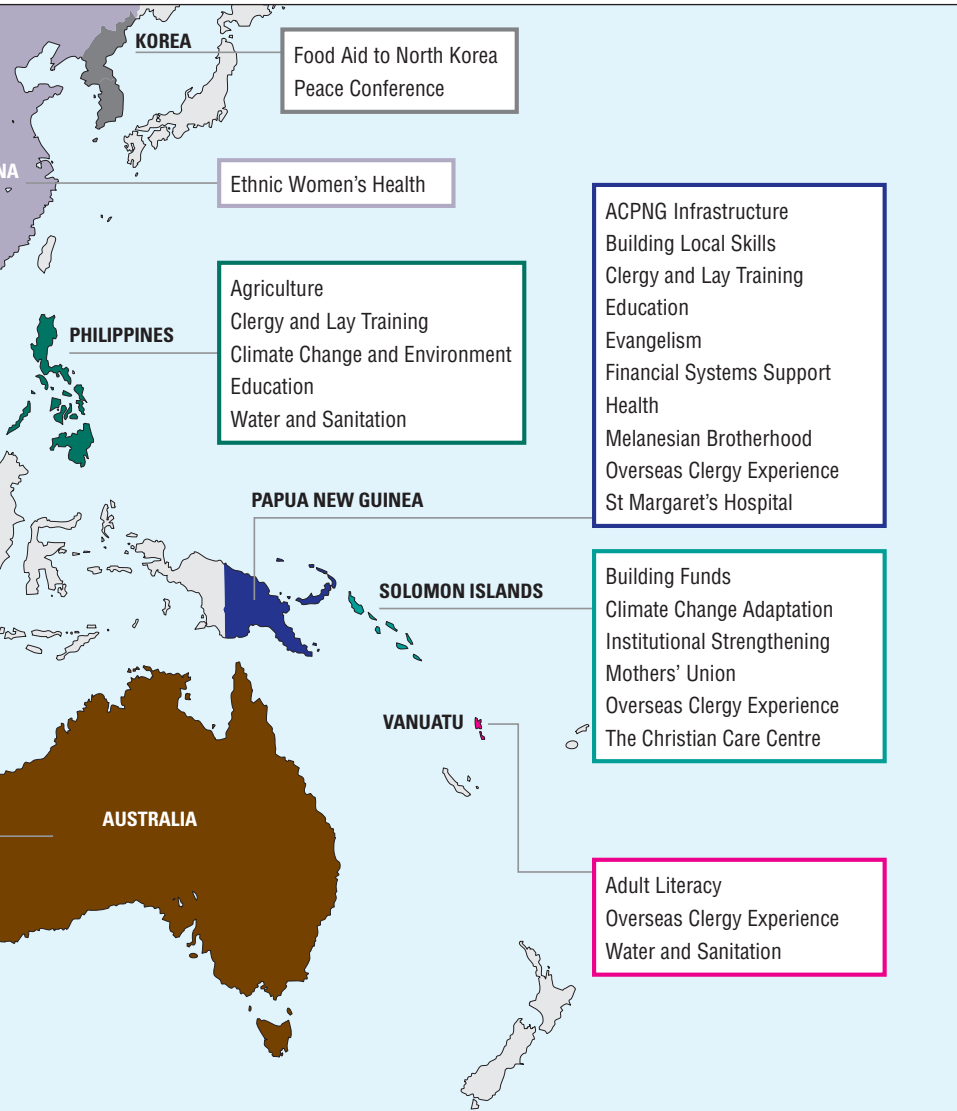 KOREA
Food Aid to North Korea
Peace Conference
NA
Ethnic Women's Health
PHILIPPINES
Agriculture
Clergy and Lay Training
Climate Change and Environment
Education
Water and Sanitation
PAPUA NEW GUINEA
ACPNG Infrastructure
Building Local Skills
Clergy and Lay Training
Education
Evangelism
Financial Systems Support
Health
Melanesian Brotherhood
Overseas Clergy Experience
St Margaret's Hospital
SOLOMON ISLANDS
Building Funds
Climate Change Adaptation
Institutional Strengthening
Mothers' Union
Overseas Clergy Experience
The Christian Care Centre
VANUATU
Adult Literacy
Overseas Clergy Experience
Water and Sanitation
AUSTRALIA